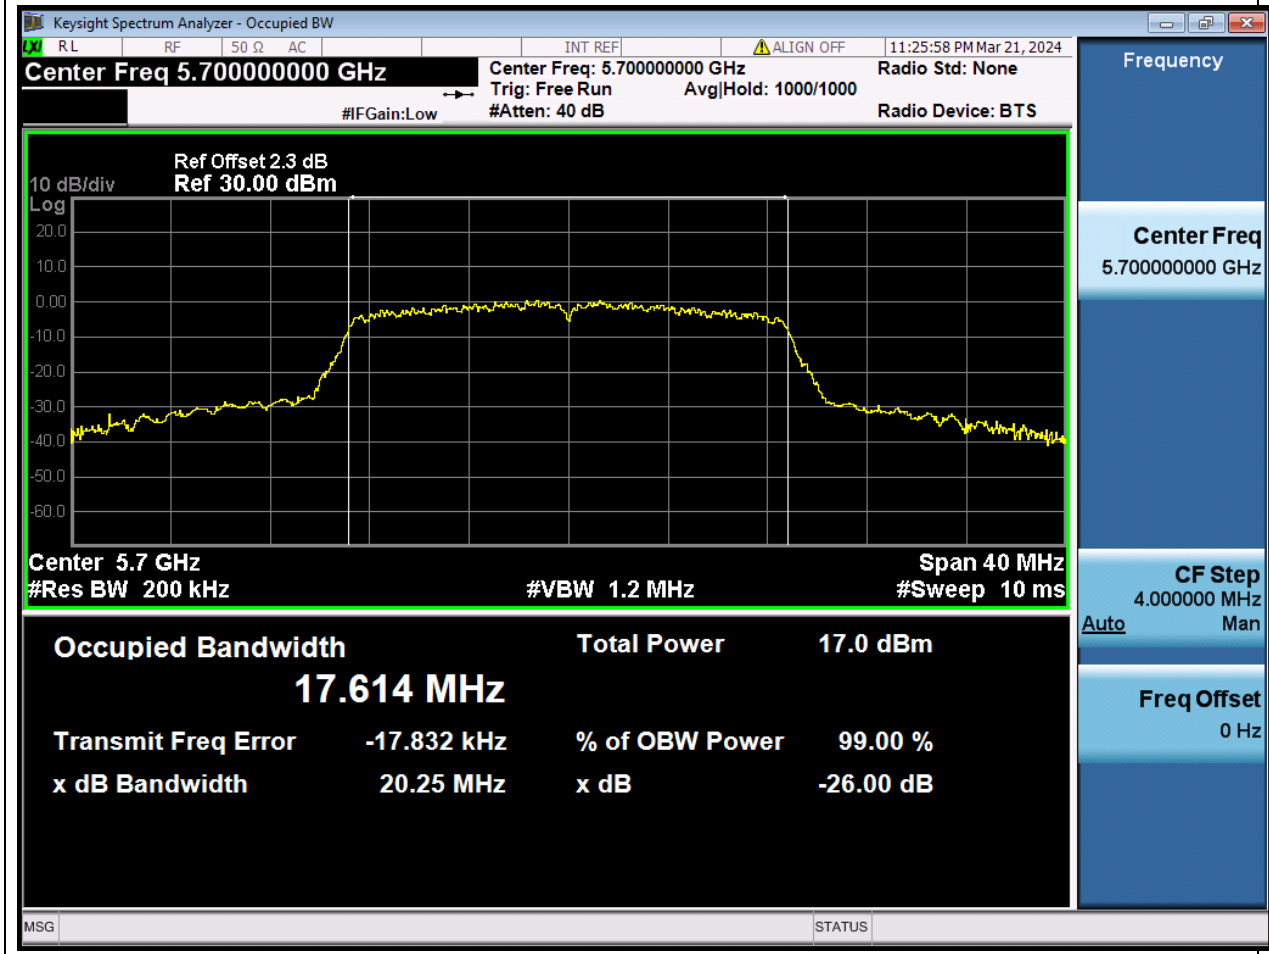 Keysight Spectrum Analyzer - Occupied BW
LXI RL RF 50 Ω AC INT REF ALIGN OFF 11:25:58 PM Mar 21, 2024
Center Freq 5.700000000 GHz
Center Freq: 5.700000000 GHz
Radio Std: None
Trig: Free Run Avg|Hold: 1000/1000
#IFGain:Low
#Atten: 40 dB
Radio Device: BTS
Ref Offset 2.3 dB
10 dB/div Ref 30.00 dBm
Log
20.0
10.0
0.00
-10.0
-20.0
-30.0
-40.0
-50.0
-60.0
Center 5.7 GHz Span 40 MHz
#Res BW 200 kHz #VBW 1.2 MHz #Sweep 10 ms
Occupied Bandwidth Total Power 17.0 dBm
17.614 MHz
Transmit Freq Error -17.832 kHz % of OBW Power 99.00 %
x dB Bandwidth 20.25 MHz x dB -26.00 dB
MSG STATUS
Frequency
Center Freq
5.700000000 GHz
CF Step
4.000000 MHz
Auto Man
Freq Offset
0 Hz